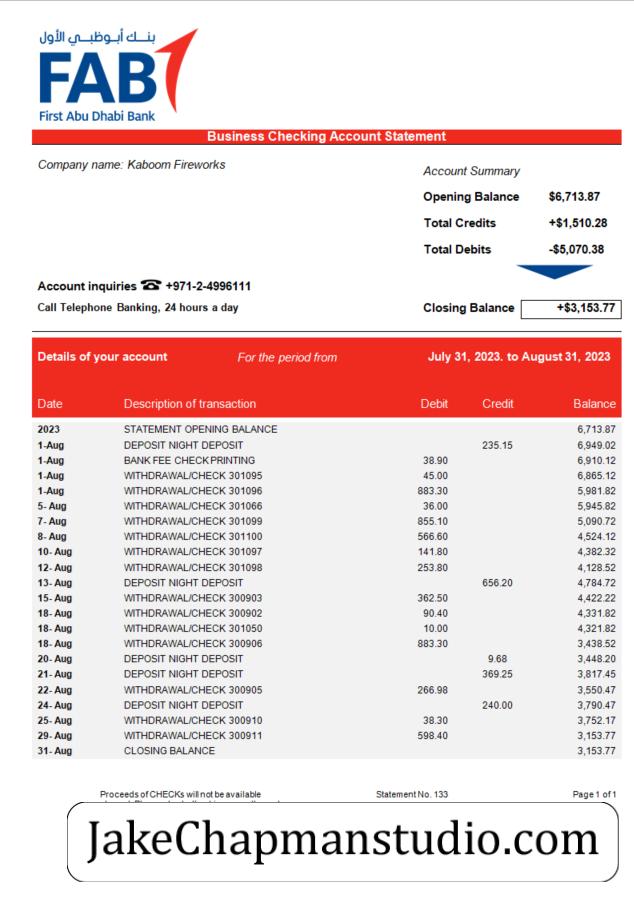 بنك أبوظبي الأول
FAB
First Abu Dhabi Bank
Business Checking Account Statement
Company name: Kaboom Fireworks
Account Summary
Opening Balance $6,713.87
Total Credits +$1,510.28
Total Debits -$5,070.38
Account inquiries ☎ +971-2-4996111
Call Telephone Banking, 24 hours a day
Closing Balance +$3,153.77
Details of your account For the period from July 31, 2023. to August 31, 2023
Date Description of transaction Debit Credit Balance
2023 STATEMENT OPENING BALANCE 6,713.87
1-Aug DEPOSIT NIGHT DEPOSIT 235.15 6,949.02
1-Aug BANK FEE CHECK PRINTING 38.90 6,910.12
1-Aug WITHDRAWAL/CHECK 301095 45.00 6,865.12
1-Aug WITHDRAWAL/CHECK 301096 883.30 5,981.82
5- Aug WITHDRAWAL/CHECK 301066 36.00 5,945.82
7- Aug WITHDRAWAL/CHECK 301099 855.10 5,090.72
8- Aug WITHDRAWAL/CHECK 301100 566.60 4,524.12
10- Aug WITHDRAWAL/CHECK 301097 141.80 4,382.32
12- Aug WITHDRAWAL/CHECK 301098 253.80 4,128.52
13- Aug DEPOSIT NIGHT DEPOSIT 656.20 4,784.72
15- Aug WITHDRAWAL/CHECK 300903 362.50 4,422.22
18- Aug WITHDRAWAL/CHECK 300902 90.40 4,331.82
18- Aug WITHDRAWAL/CHECK 301050 10.00 4,321.82
18- Aug WITHDRAWAL/CHECK 300906 883.30 3,438.52
20- Aug DEPOSIT NIGHT DEPOSIT 9.68 3,448.20
21- Aug DEPOSIT NIGHT DEPOSIT 369.25 3,817.45
22- Aug WITHDRAWAL/CHECK 300905 266.98 3,550.47
24- Aug DEPOSIT NIGHT DEPOSIT 240.00 3,790.47
25- Aug WITHDRAWAL/CHECK 300910 38.30 3,752.17
29- Aug WITHDRAWAL/CHECK 300911 598.40 3,153.77
31- Aug CLOSING BALANCE 3,153.77
Proceeds of CHECKs will not be available Statement No. 133 Page 1 of 1
JakeChapmanstudio.com